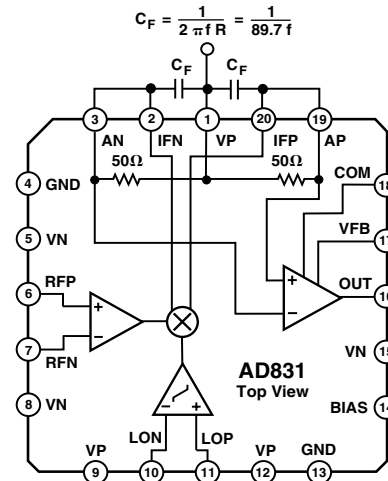 C_F = 1 / 2 πf R = 1 / 89.7 f
C_F C_F
3 2 1 20 19
AN IFN VP IFP AP
50Ω 50Ω
COM
18
4
GND
VFB
17
5
VN
6
RFP
+
–
+
–
OUT
16
7
RFN
VN
15
AD831
Top View
8
VN
– +
BIAS
14
LON LOP
VP VP GND
9 10 11 12 13